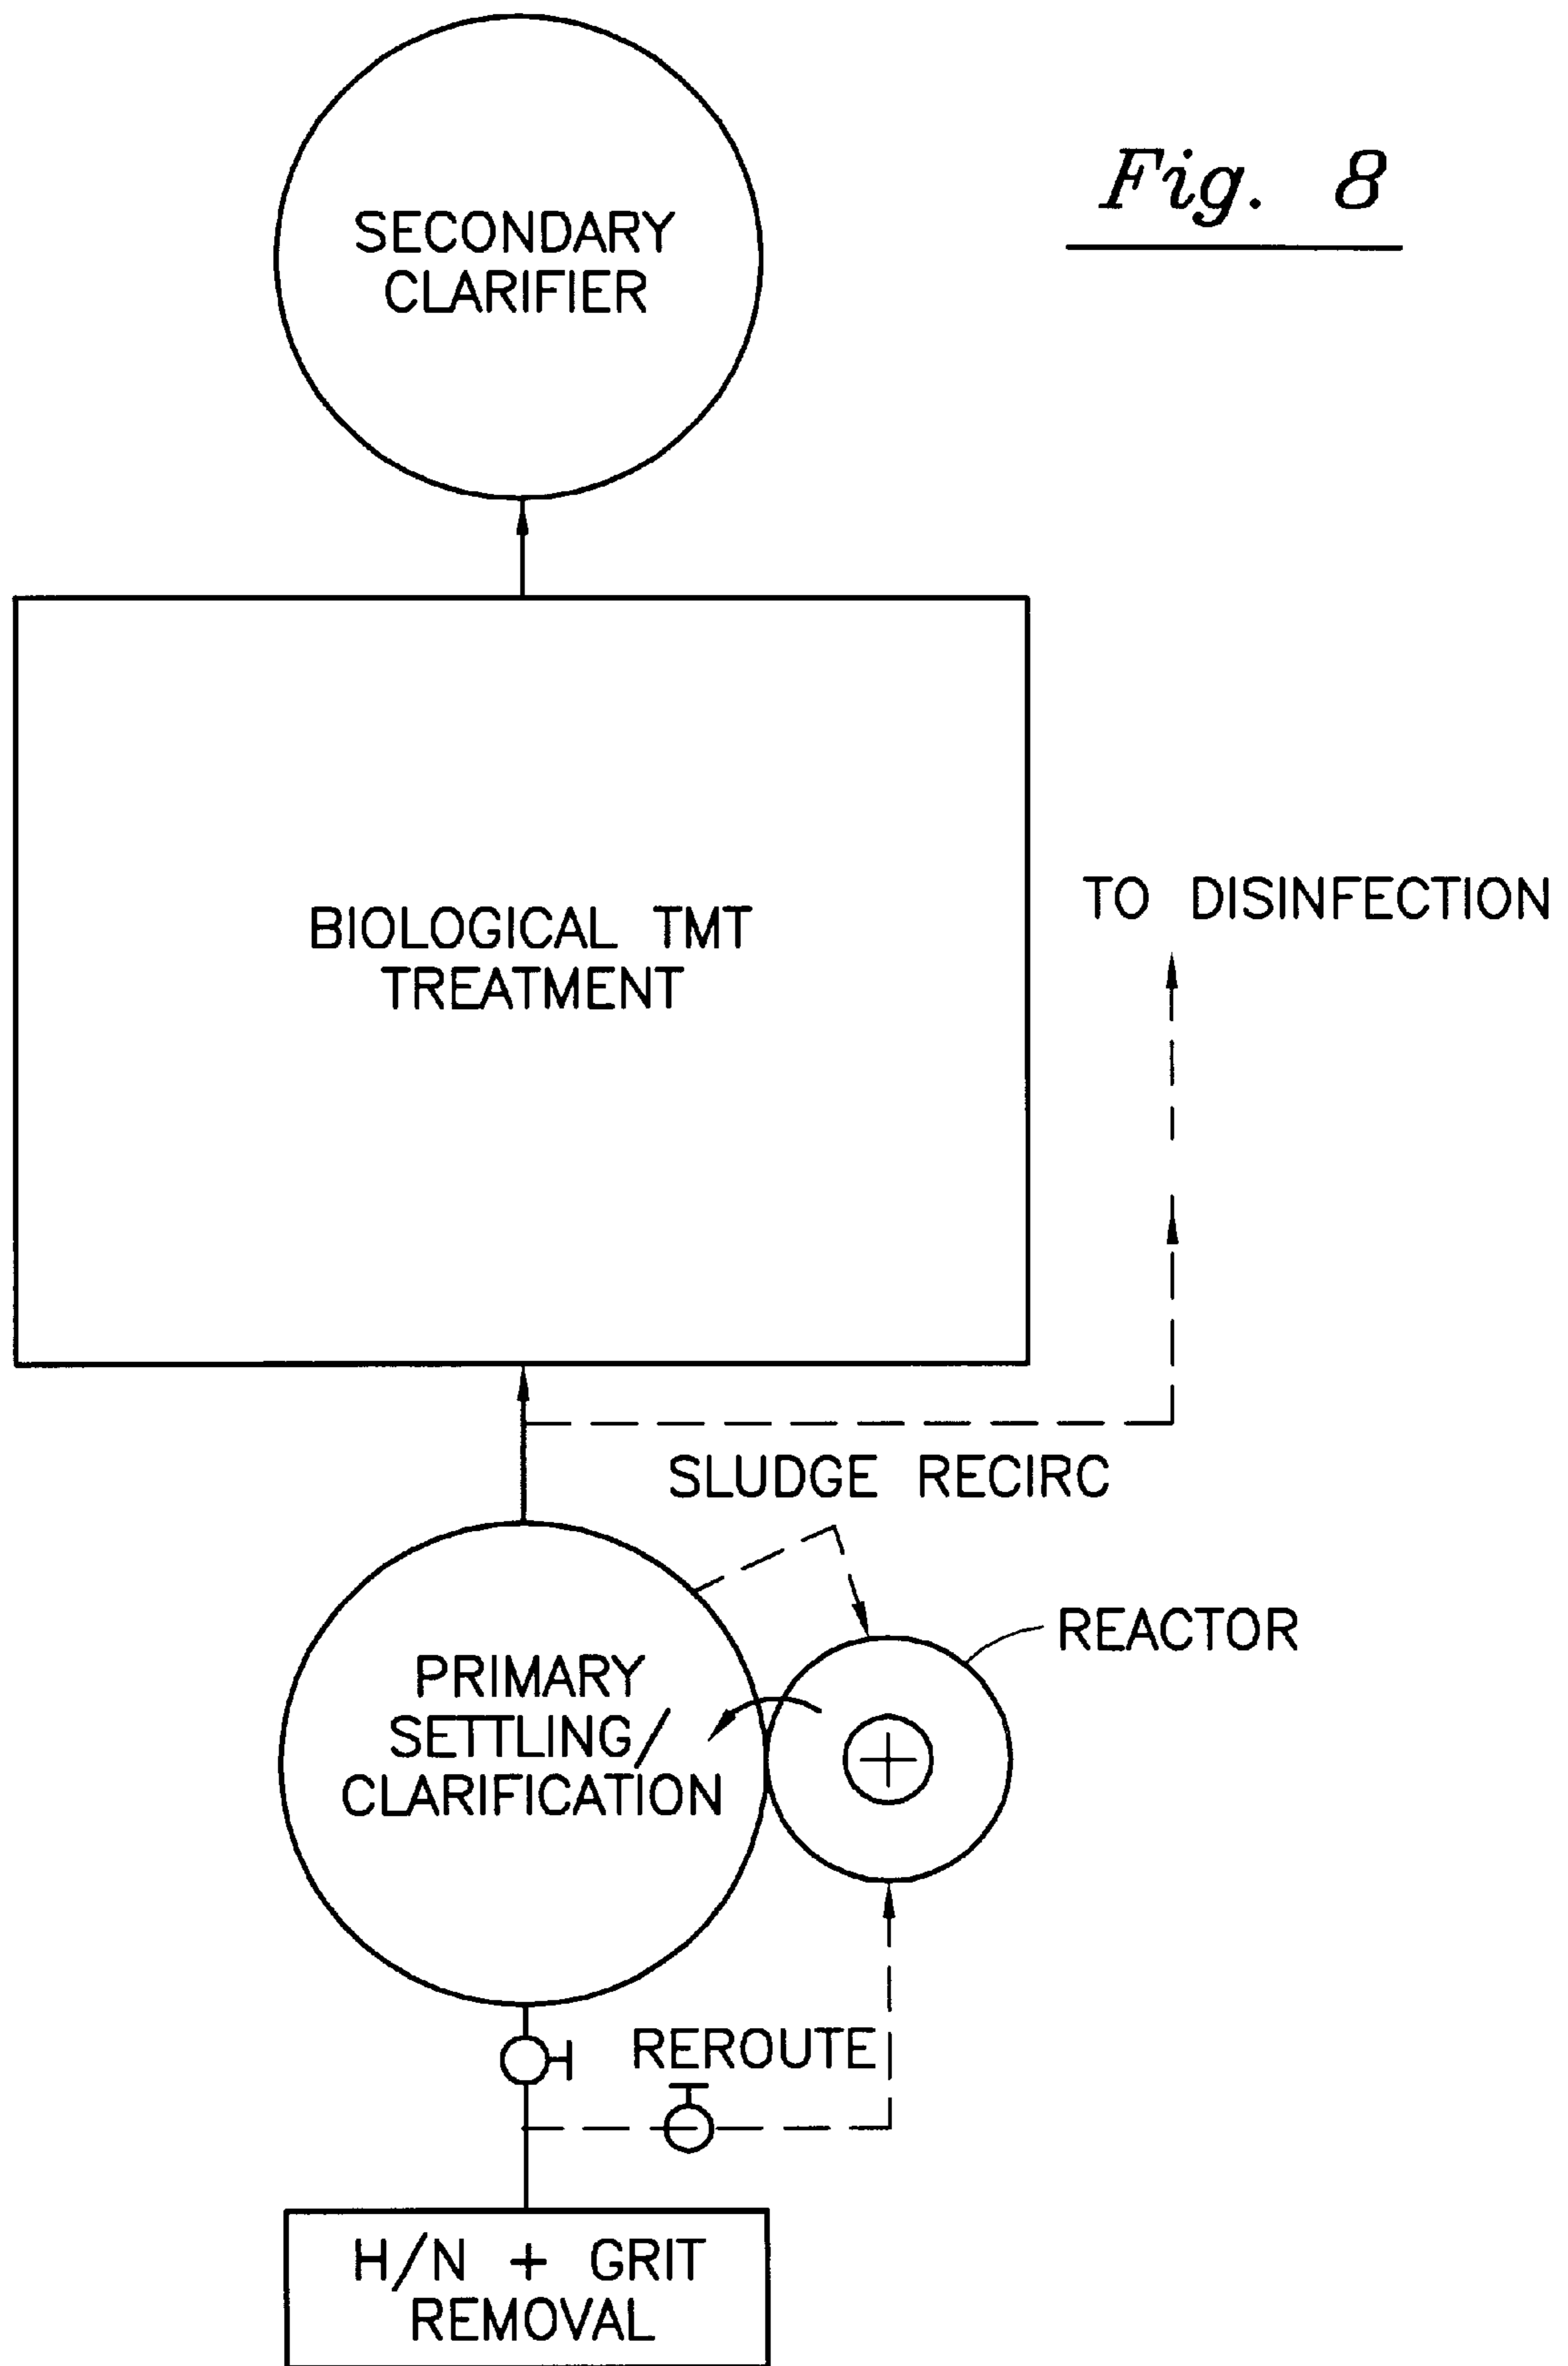 Fig. 8
SECONDARY
CLARIFIER
BIOLOGICAL TMT
TREATMENT
TO DISINFECTION
SLUDGE RECIRC
REACTOR
PRIMARY
SETTLING/
CLARIFICATION
REROUTE
H/N + GRIT
REMOVAL